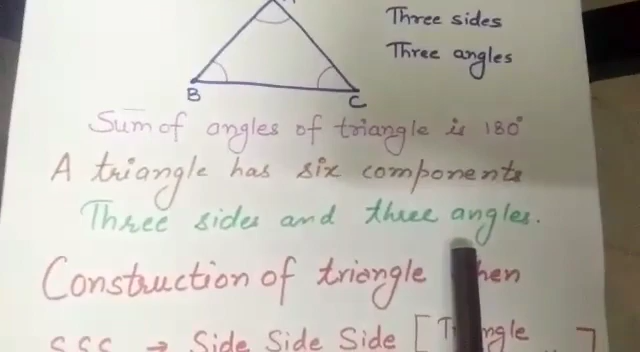 Three sides
Three angles
B
C
Sum of angles of triangle is 180°
A triangle has six components
Three sides and three angles.
Construction of triangle
SSS → Side Side Side [